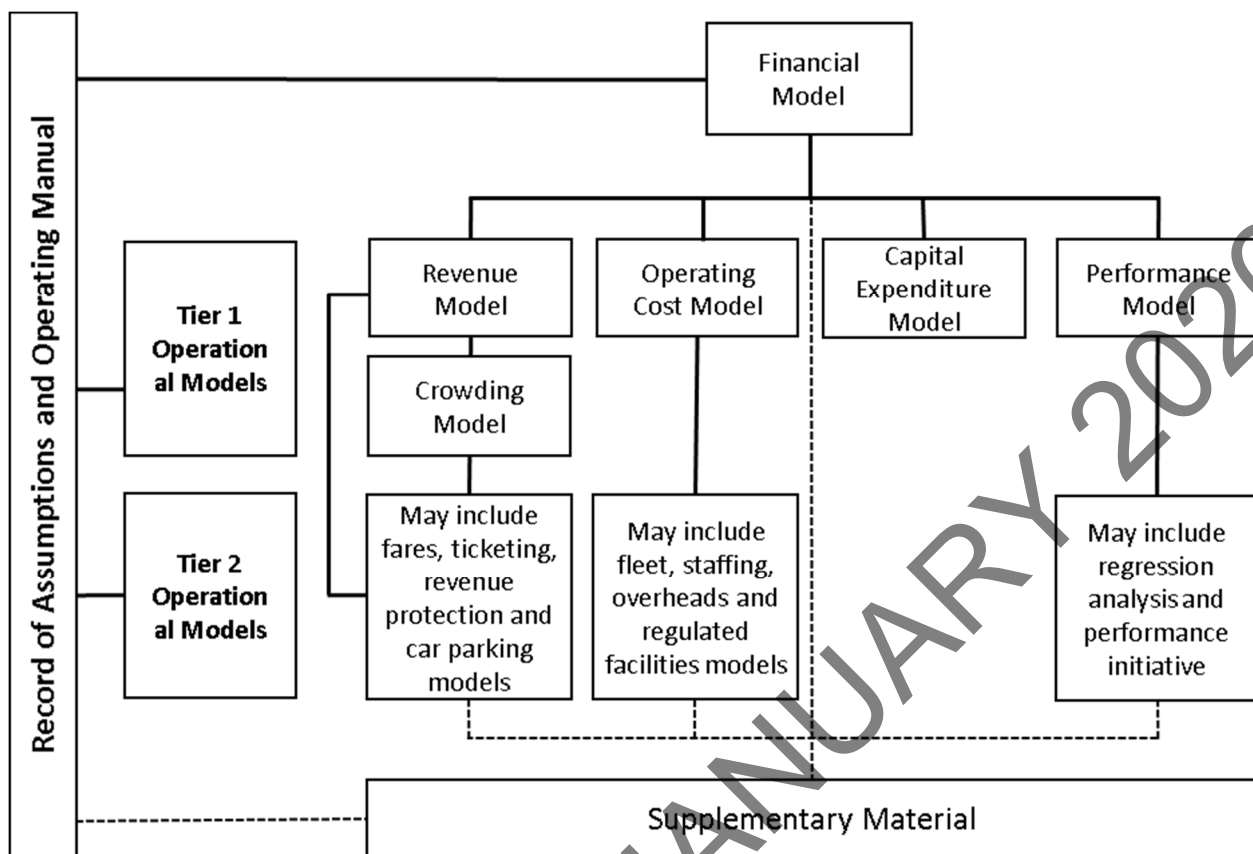 Record of Assumptions and Operating Manual
Financial
Model
Tier 1
Operation
al Models
Tier 2
Operation
al Models
Revenue
Model
Crowding
Model
May include
fares, ticketing,
revenue
protection and
car parking
models
Operating
Cost Model
May include
fleet, staffing,
overheads and
regulated
facilities models
Capital
Expenditure
Model
Performance
Model
May include
regression
analysis and
performance
initiative
Supplementary Material